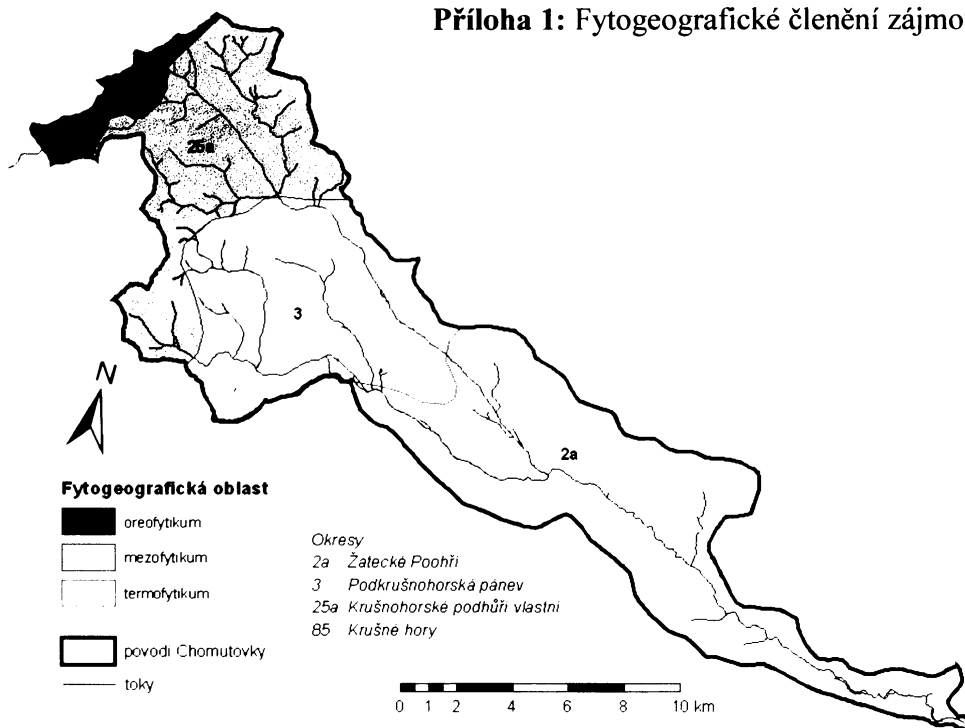 Příloha 1: Fytogeografické členění zájmo
25a
3
N
2a
Fytogeografická oblast
oreofytikum
mezofytikum
termofytikum
povodí Chomutovky
toky
Okresy
2a Žatecké Poohří
3 Podkrušnohorská pánev
25a Krušnohorské podhůří vlastní
85 Krušné hory
0 1 2 4 6 8 10 km